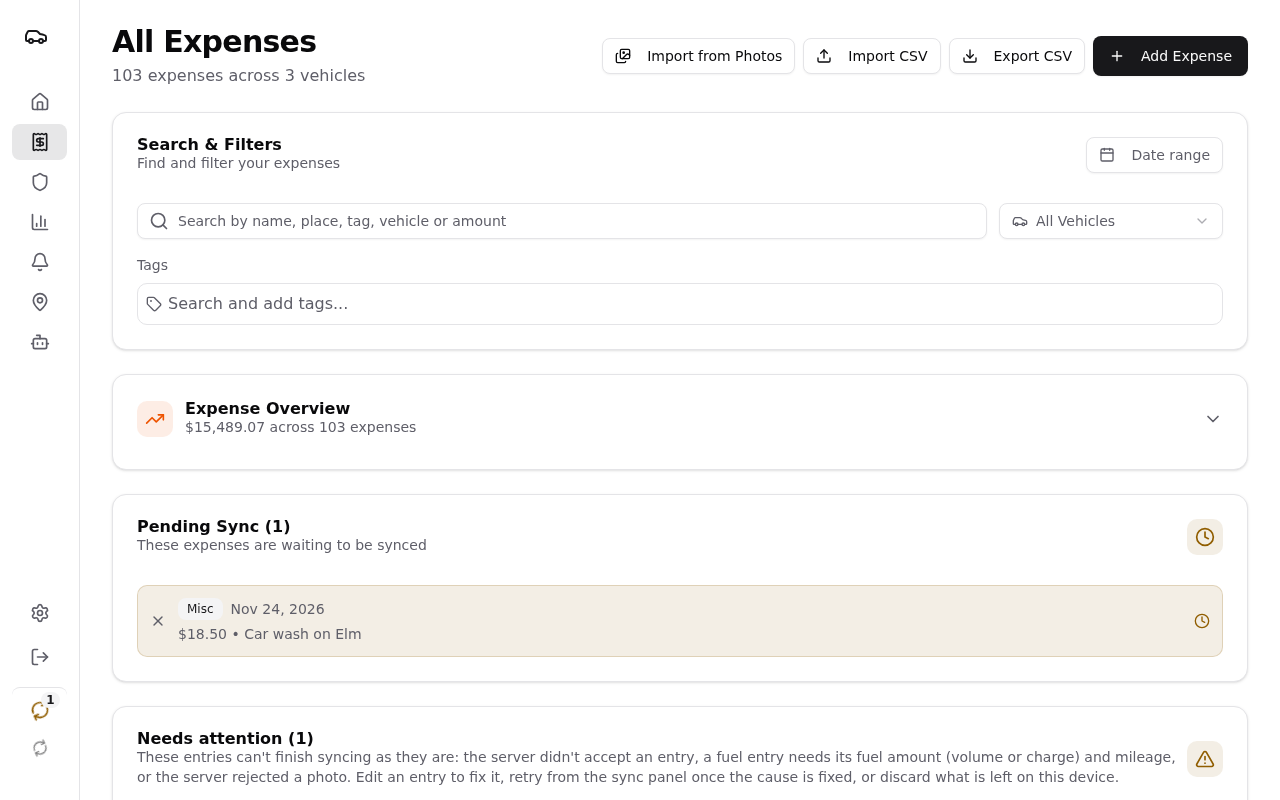 All Expenses
103 expenses across 3 vehicles
Import from Photos
Import CSV
Export CSV
Add Expense
Search & Filters
Find and filter your expenses
Date range
Search by name, place, tag, vehicle or amount
All Vehicles
Tags
Search and add tags...
Expense Overview
$15,489.07 across 103 expenses
Pending Sync (1)
These expenses are waiting to be synced
Misc
Nov 24, 2026
$18.50 • Car wash on Elm
1
Needs attention (1)
These entries can't finish syncing as they are: the server didn't accept an entry, a fuel entry needs its fuel amount (volume or charge) and mileage,
or the server rejected a photo. Edit an entry to fix it, retry from the sync panel once the cause is fixed, or discard what is left on this device.